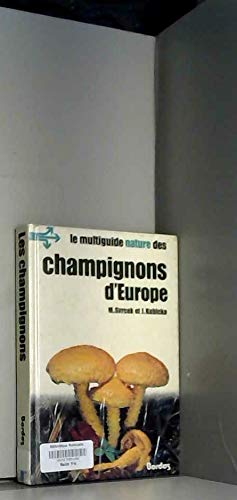 Les champignons
le multiguide nature des
champignons
d'Europe
M. Svrcek et J. Kubicka
Bordas